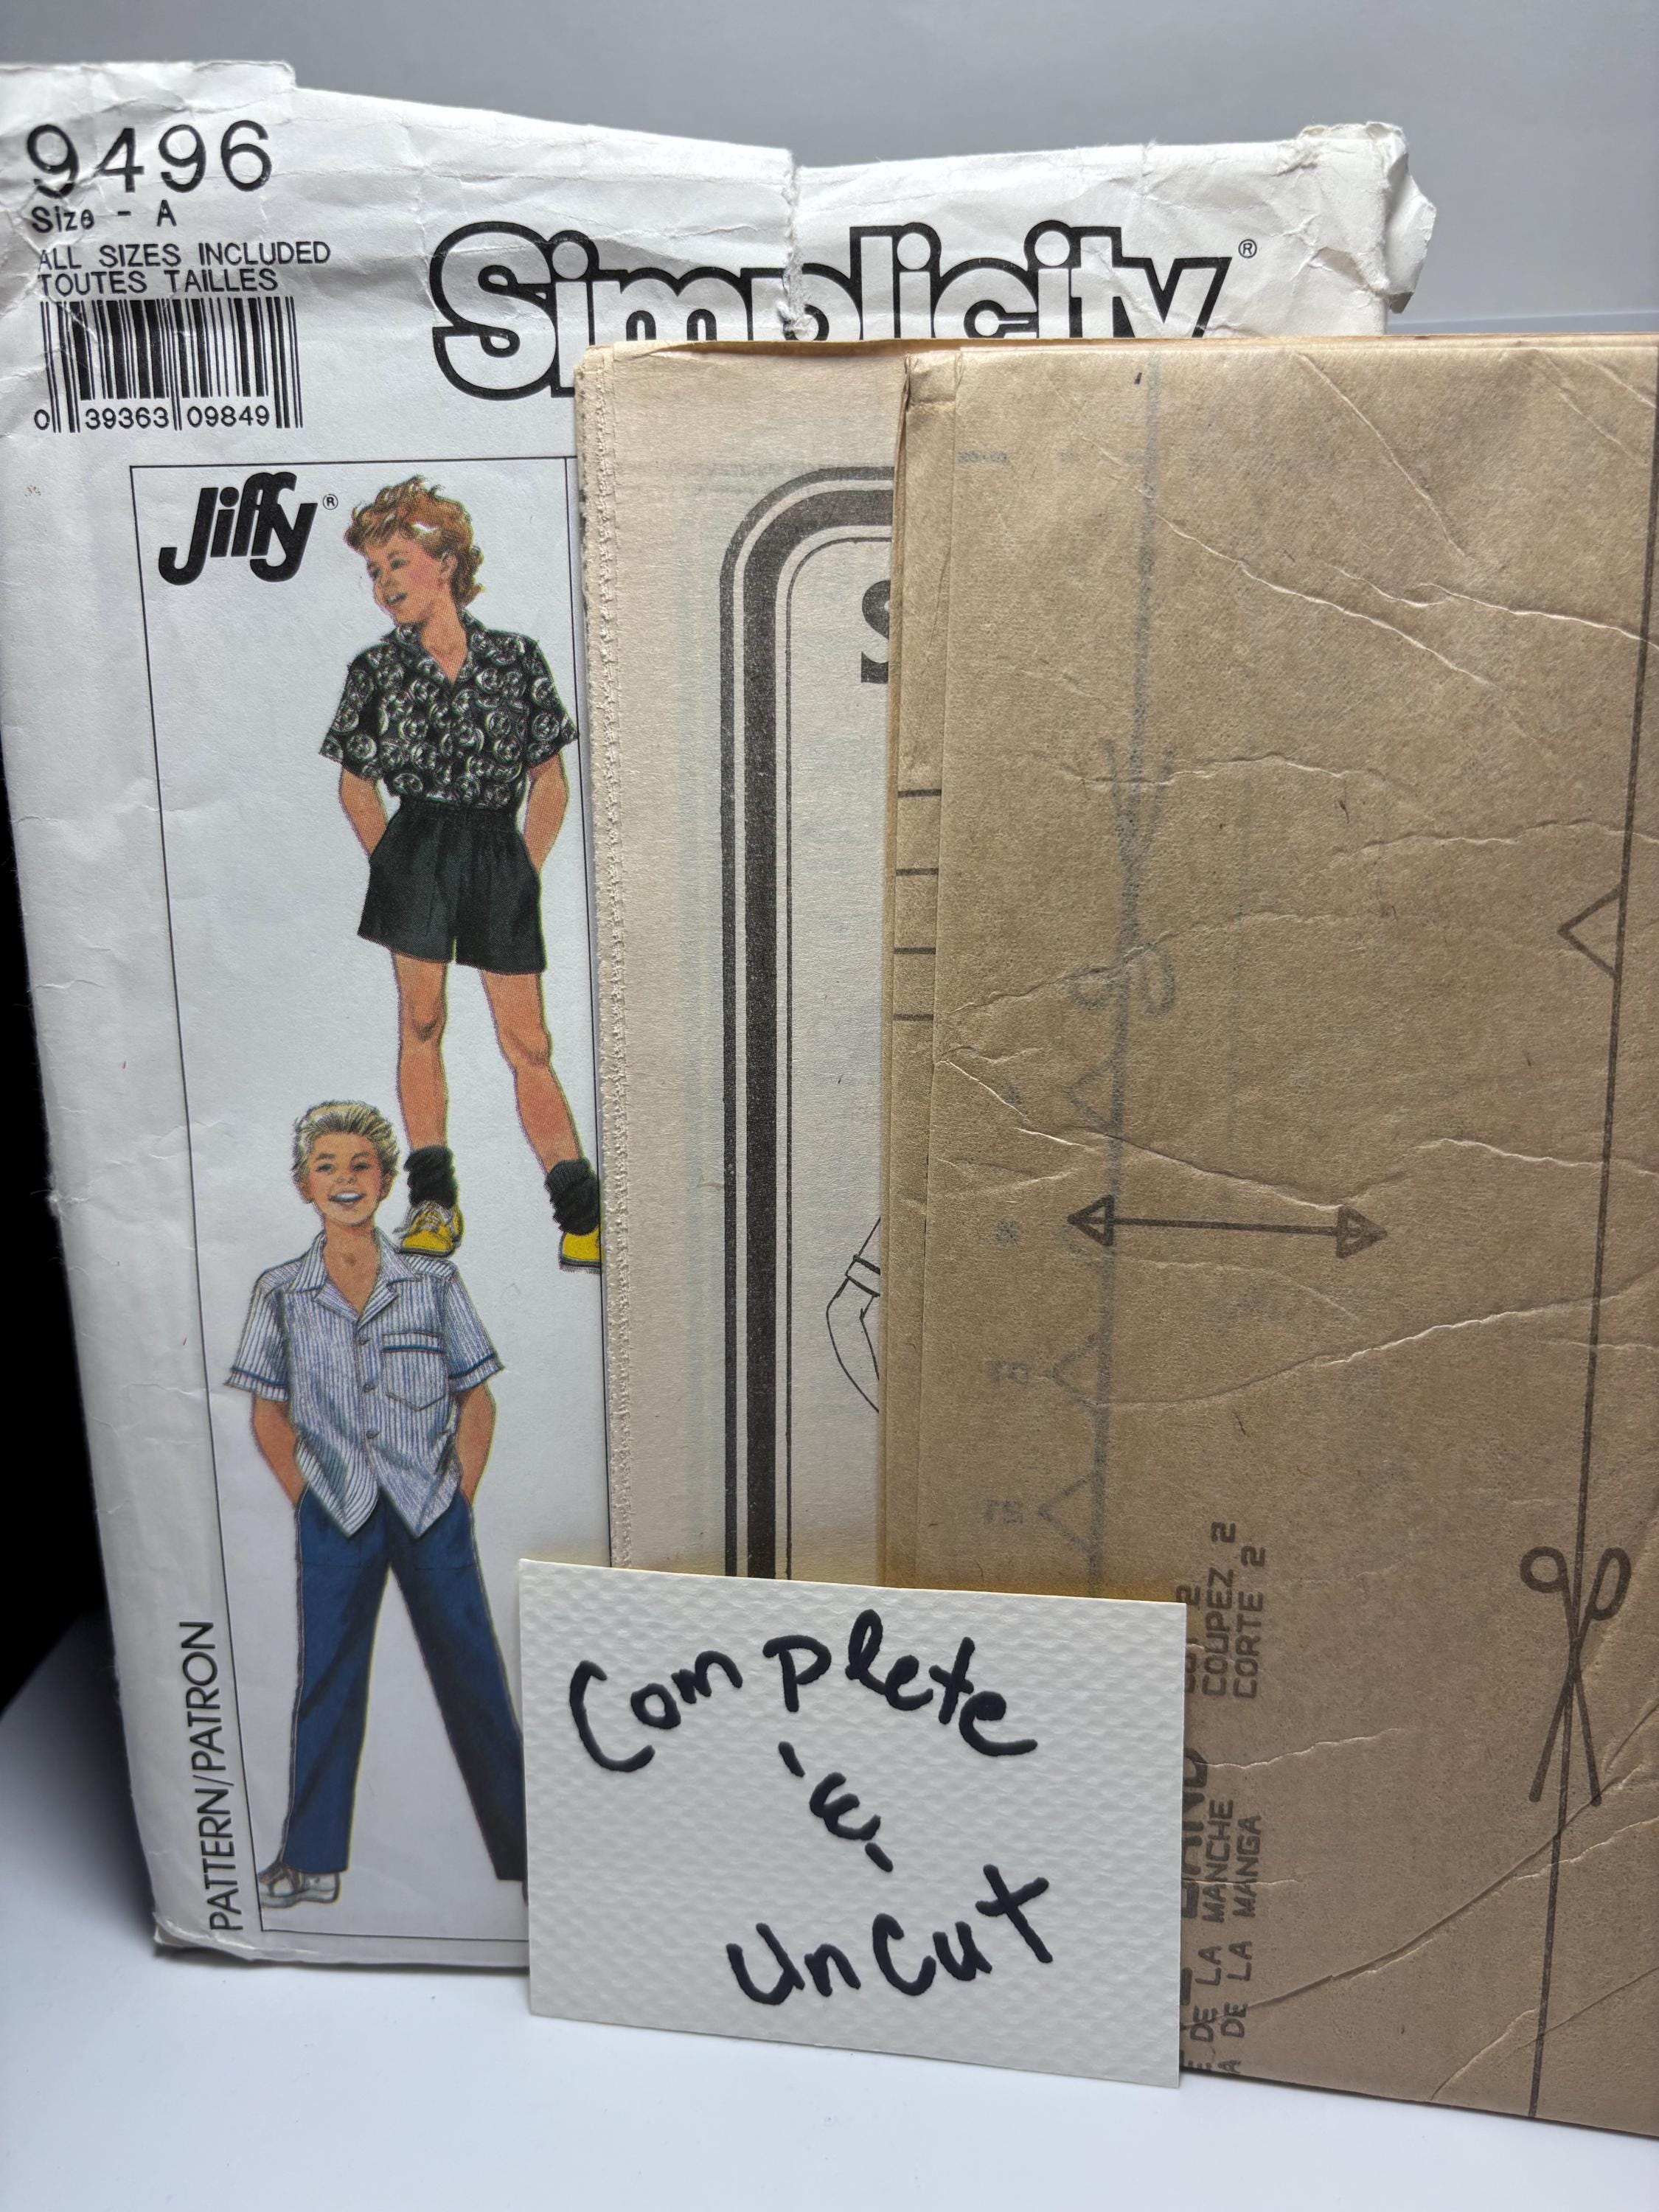 9496
Size - A
ALL SIZES INCLUDED
TOUTES TAILLES
0 39363 09849
Simplicity®
Jiffy®
PATTERN/PATRON
S
COUPEZ 2
CORTE 2
MANCHE
DE LA
MANGA
A DE LA
Complete
-&-
Uncut